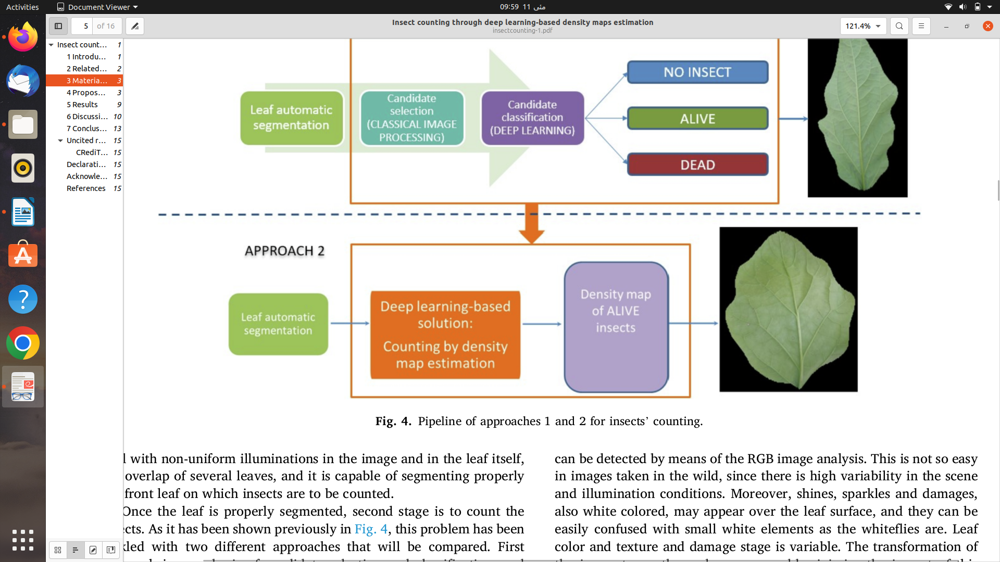 Activities
Document Viewer
09:59 11 مئی
5
of 16
Insect counting through deep learning-based density maps estimation
insectcounting-1.pdf
121.4%
Insect count... 1
1 Introdu... 1
2 Related... 2
3 Materia... 3
4 Propos... 3
5 Results 9
6 Discussi... 10
7 Conclus... 13
Uncited r... 15
CRediT... 15
Declarati... 15
Acknowle... 15
References 15
Leaf automatic
segmentation
Candidate
selection
(CLASSICAL IMAGE
PROCESSING)
Candidate
classification
(DEEP LEARNING)
NO INSECT
ALIVE
DEAD
APPROACH 2
Leaf automatic
segmentation
Deep learning-based
solution:
Counting by density
map estimation
Density map
of ALIVE
insects
Fig. 4. Pipeline of approaches 1 and 2 for insects’ counting.
with non-uniform illuminations in the image and in the leaf itself,
overlap of several leaves, and it is capable of segmenting properly
front leaf on which insects are to be counted.
Once the leaf is properly segmented, second stage is to count the
cts. As it has been shown previously in Fig. 4, this problem has been
kled with two different approaches that will be compared. First
can be detected by means of the RGB image analysis. This is not so easy
in images taken in the wild, since there is high variability in the scene
and illumination conditions. Moreover, shines, sparkles and damages,
also white colored, may appear over the leaf surface, and they can be
easily confused with small white elements as the whiteflies are. Leaf
color and texture and damage stage is variable. The transformation of